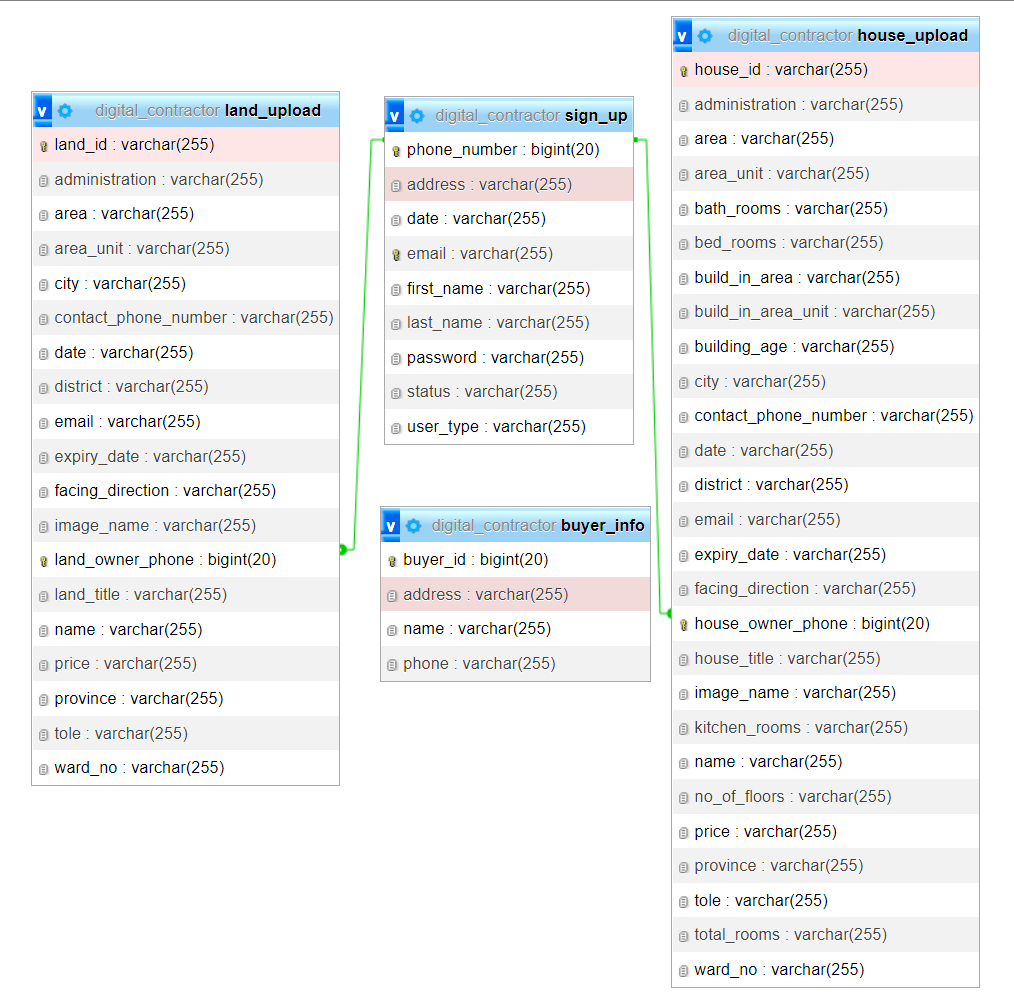 digital_contractor land_upload
land_id : varchar(255)
administration : varchar(255)
area : varchar(255)
area_unit : varchar(255)
city : varchar(255)
contact_phone_number : varchar(255)
date : varchar(255)
district : varchar(255)
email : varchar(255)
expiry_date : varchar(255)
facing_direction : varchar(255)
image_name : varchar(255)
land_owner_phone : bigint(20)
land_title : varchar(255)
name : varchar(255)
price : varchar(255)
province : varchar(255)
tole : varchar(255)
ward_no : varchar(255)
digital_contractor sign_up
phone_number : bigint(20)
address : varchar(255)
date : varchar(255)
email : varchar(255)
first_name : varchar(255)
last_name : varchar(255)
password : varchar(255)
status : varchar(255)
user_type : varchar(255)
digital_contractor buyer_info
buyer_id : bigint(20)
address : varchar(255)
name : varchar(255)
phone : varchar(255)
digital_contractor house_upload
house_id : varchar(255)
administration : varchar(255)
area : varchar(255)
area_unit : varchar(255)
bath_rooms : varchar(255)
bed_rooms : varchar(255)
build_in_area : varchar(255)
build_in_area_unit : varchar(255)
building_age : varchar(255)
city : varchar(255)
contact_phone_number : varchar(255)
date : varchar(255)
district : varchar(255)
email : varchar(255)
expiry_date : varchar(255)
facing_direction : varchar(255)
house_owner_phone : bigint(20)
house_title : varchar(255)
image_name : varchar(255)
kitchen_rooms : varchar(255)
name : varchar(255)
no_of_floors : varchar(255)
price : varchar(255)
province : varchar(255)
tole : varchar(255)
total_rooms : varchar(255)
ward_no : varchar(255)